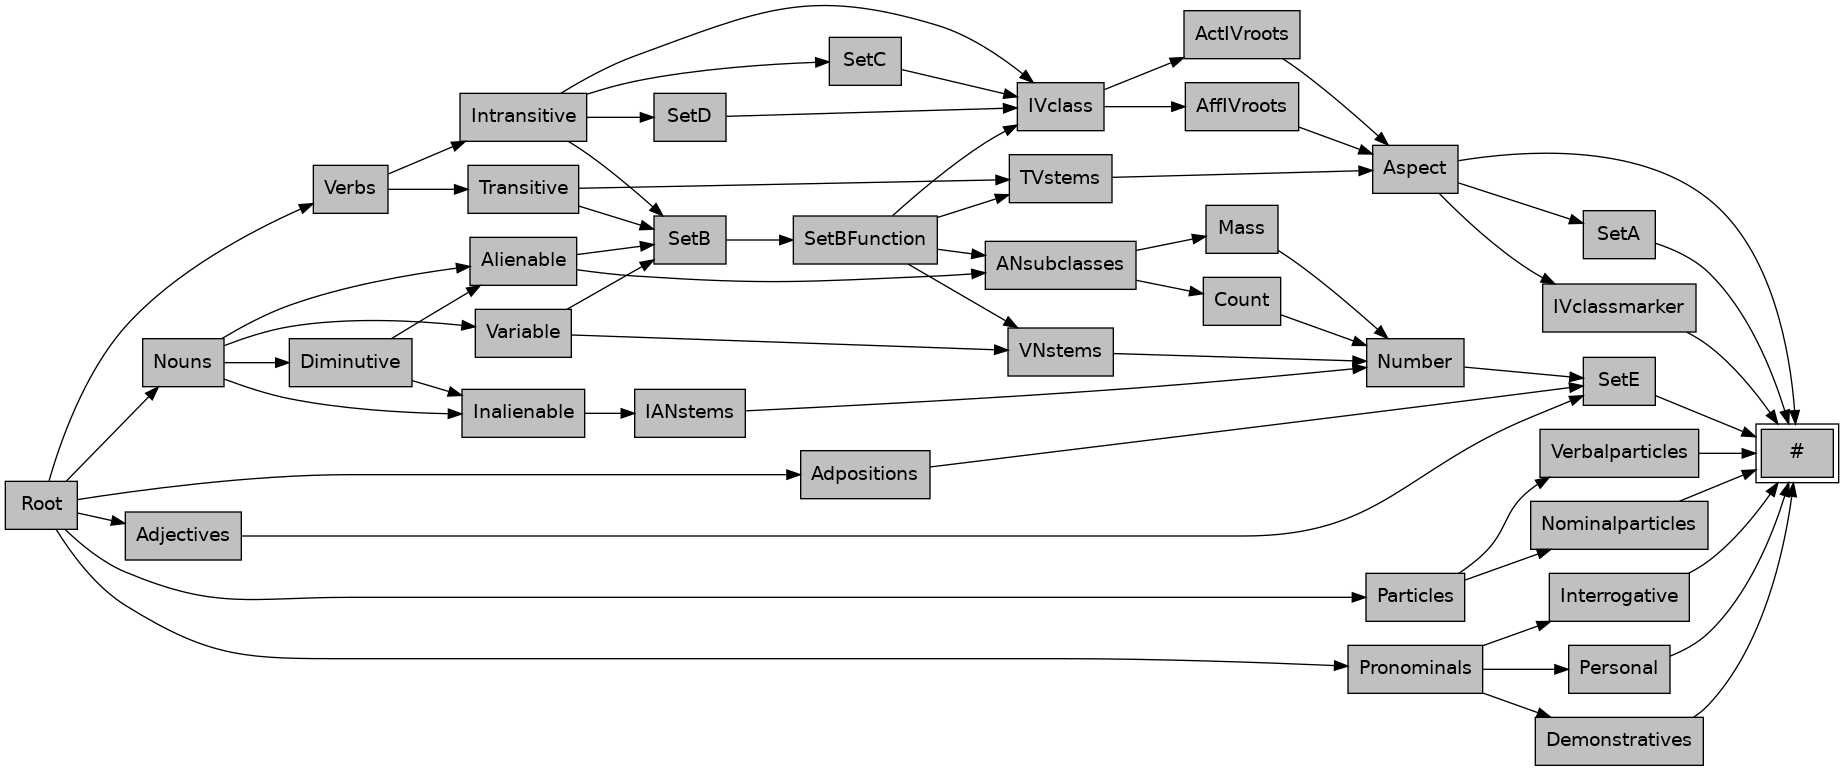 ActIVroots
SetC
IVclass
AffIVroots
Intransitive
SetD
Aspect
Verbs
Transitive
TVstems
Mass
SetA
SetB
SetBFunction
Alienable
ANsubclasses
Count
IVclassmarker
Variable
VNstems
Nouns
Diminutive
Number
SetE
Inalienable
IANstems
Verbalparticles
#
Adpositions
Root
Adjectives
Nominalparticles
Particles
Interrogative
Pronominals
Personal
Demonstratives